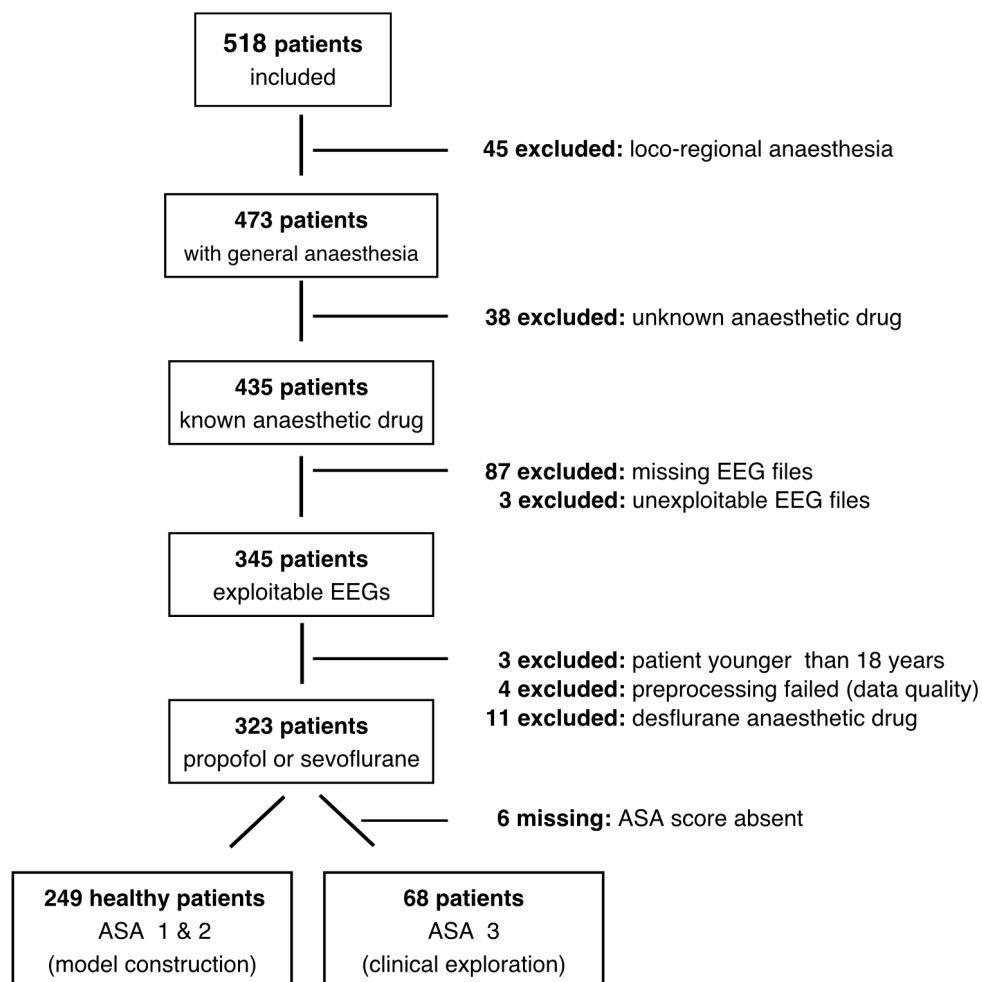 518 patients
included
45 excluded: loco-regional anaesthesia
473 patients
with general anaesthesia
38 excluded: unknown anaesthetic drug
435 patients
known anaesthetic drug
87 excluded: missing EEG files
3 excluded: unexploitable EEG files
345 patients
exploitable EEGs
3 excluded: patient younger than 18 years
4 excluded: preprocessing failed (data quality)
11 excluded: desflurane anaesthetic drug
323 patients
propofol or sevoflurane
6 missing: ASA score absent
249 healthy patients
ASA 1 & 2
(model construction)
68 patients
ASA 3
(clinical exploration)